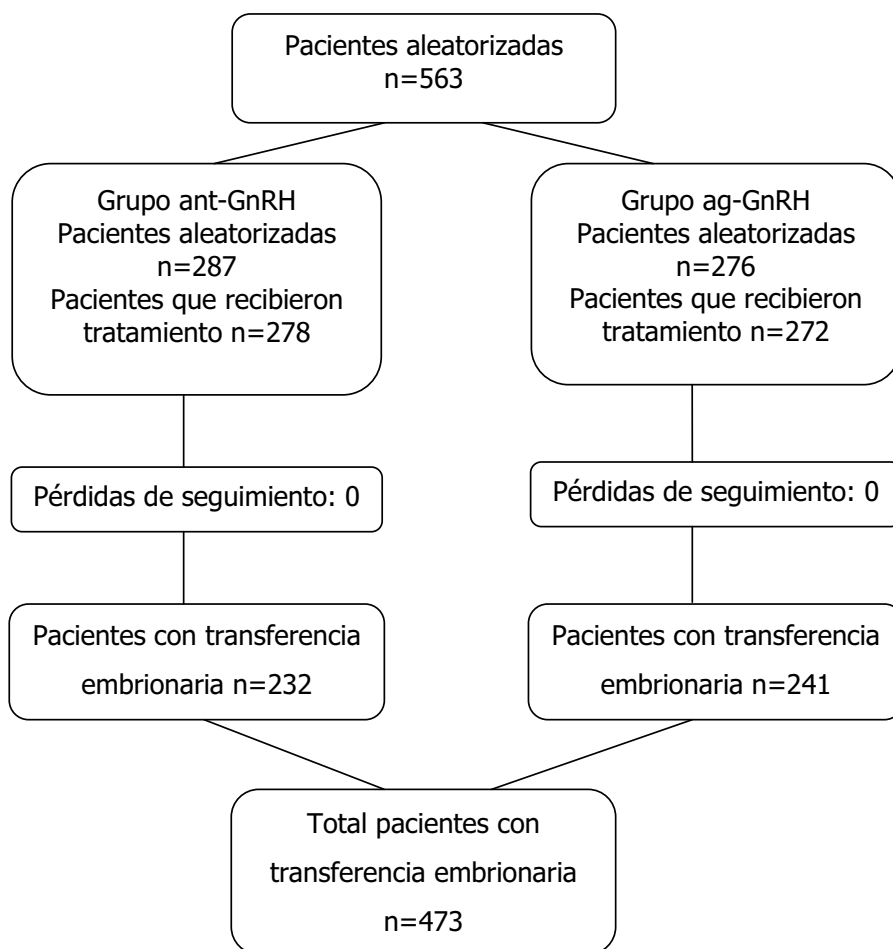 Pacientes aleatorizadas
n=563
Grupo ant-GnRH
Pacientes aleatorizadas
n=287
Pacientes que recibieron
tratamiento n=278
Grupo ag-GnRH
Pacientes aleatorizadas
n=276
Pacientes que recibieron
tratamiento n=272
Pérdidas de seguimiento: 0
Pérdidas de seguimiento: 0
Pacientes con transferencia
embrionaria n=232
Pacientes con transferencia
embrionaria n=241
Total pacientes con
transferencia embrionaria
n=473